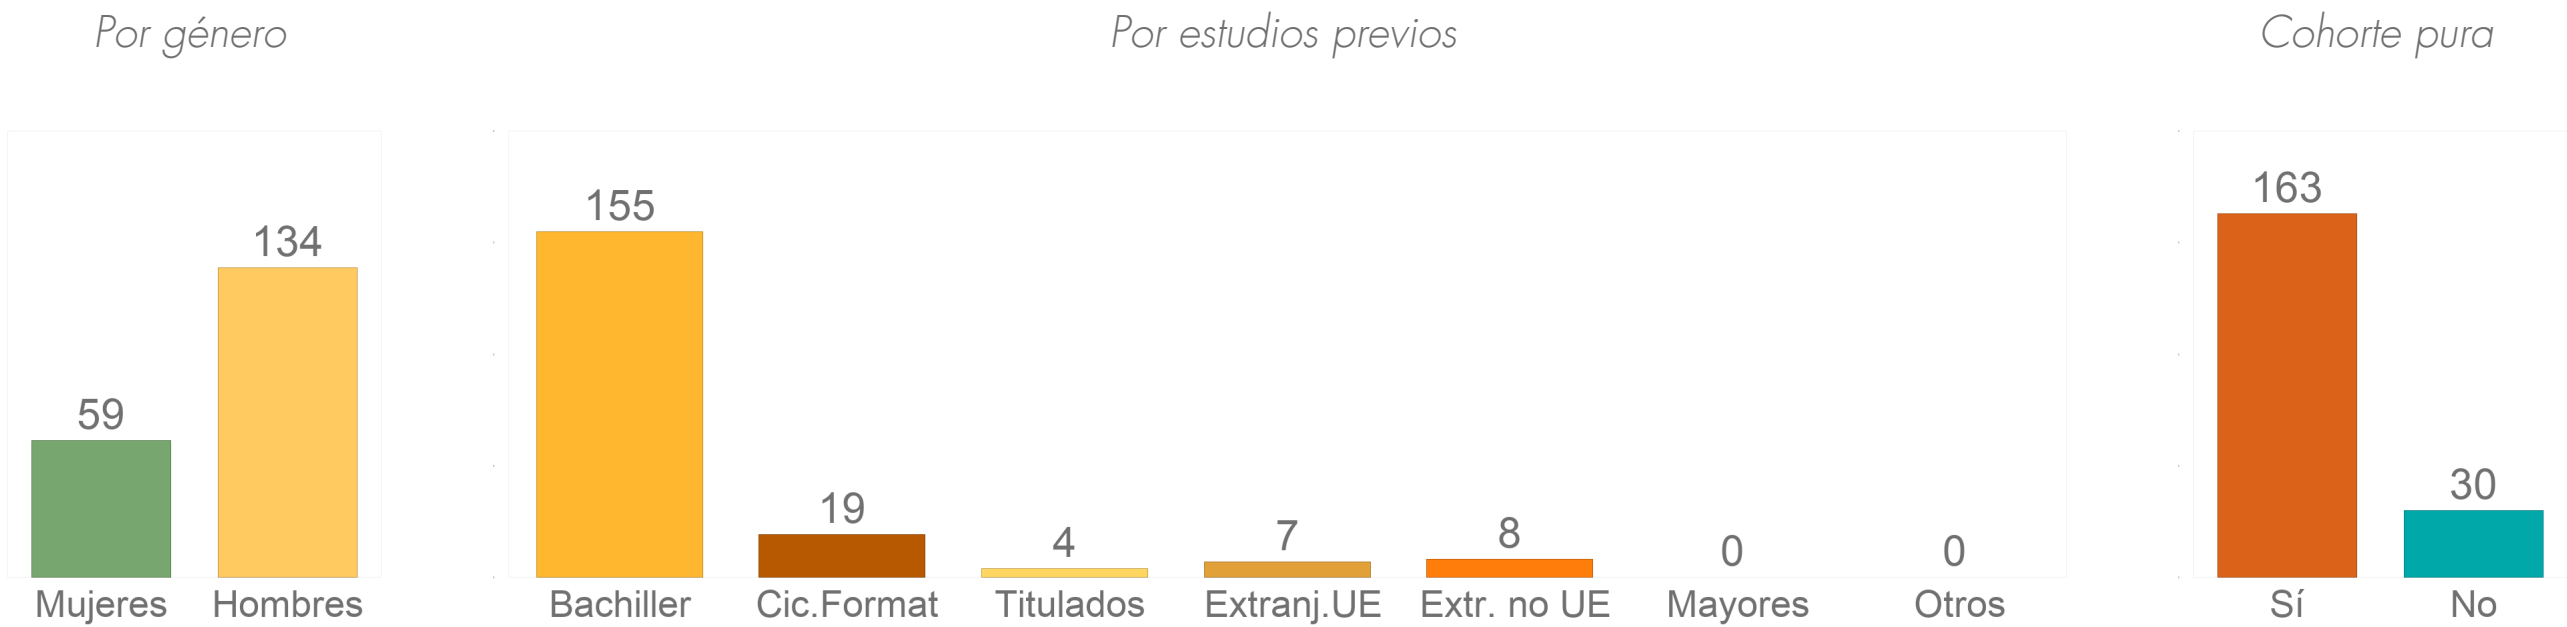 Por género
59
134
Mujeres
Hombres
Por estudios previos
155
19
4
7
8
0
0
Bachiller
Cic.Format
Titulados
Extranj.UE
Extr. no UE
Mayores
Otros
Cohorte pura
163
30
Sí
No